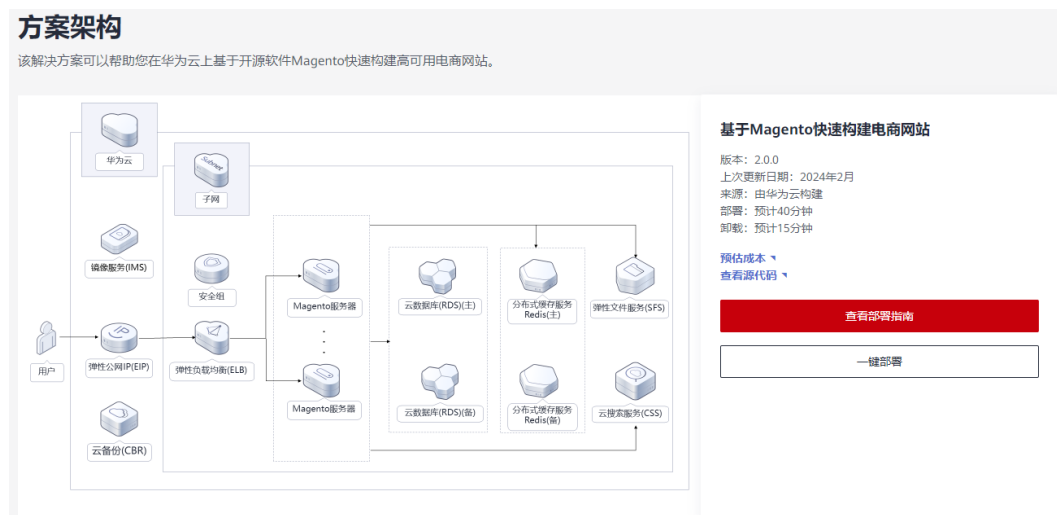 方案架构
该解决方案可以帮助您在华为云上基于开源软件Magento快速构建高可用电商网站。
华为云
Subnet
子网
镜像服务(IMS)
安全组
Magento服务器
云数据库(RDS)(主)
分布式缓存服务
Redis(主)
弹性文件服务(SFS)
用户
IP
弹性公网IP(EIP)
弹性负载均衡(ELB)
Magento服务器
云数据库(RDS)(备)
分布式缓存服务
Redis(备)
云搜索服务(CSS)
云备份(CBR)
基于Magento快速构建电商网站
版本：2.0.0
上次更新日期：2024年2月
来源：由华为云构建
部署：预计40分钟
卸载：预计15分钟
预估成本
查看源代码
查看部署指南
一键部署